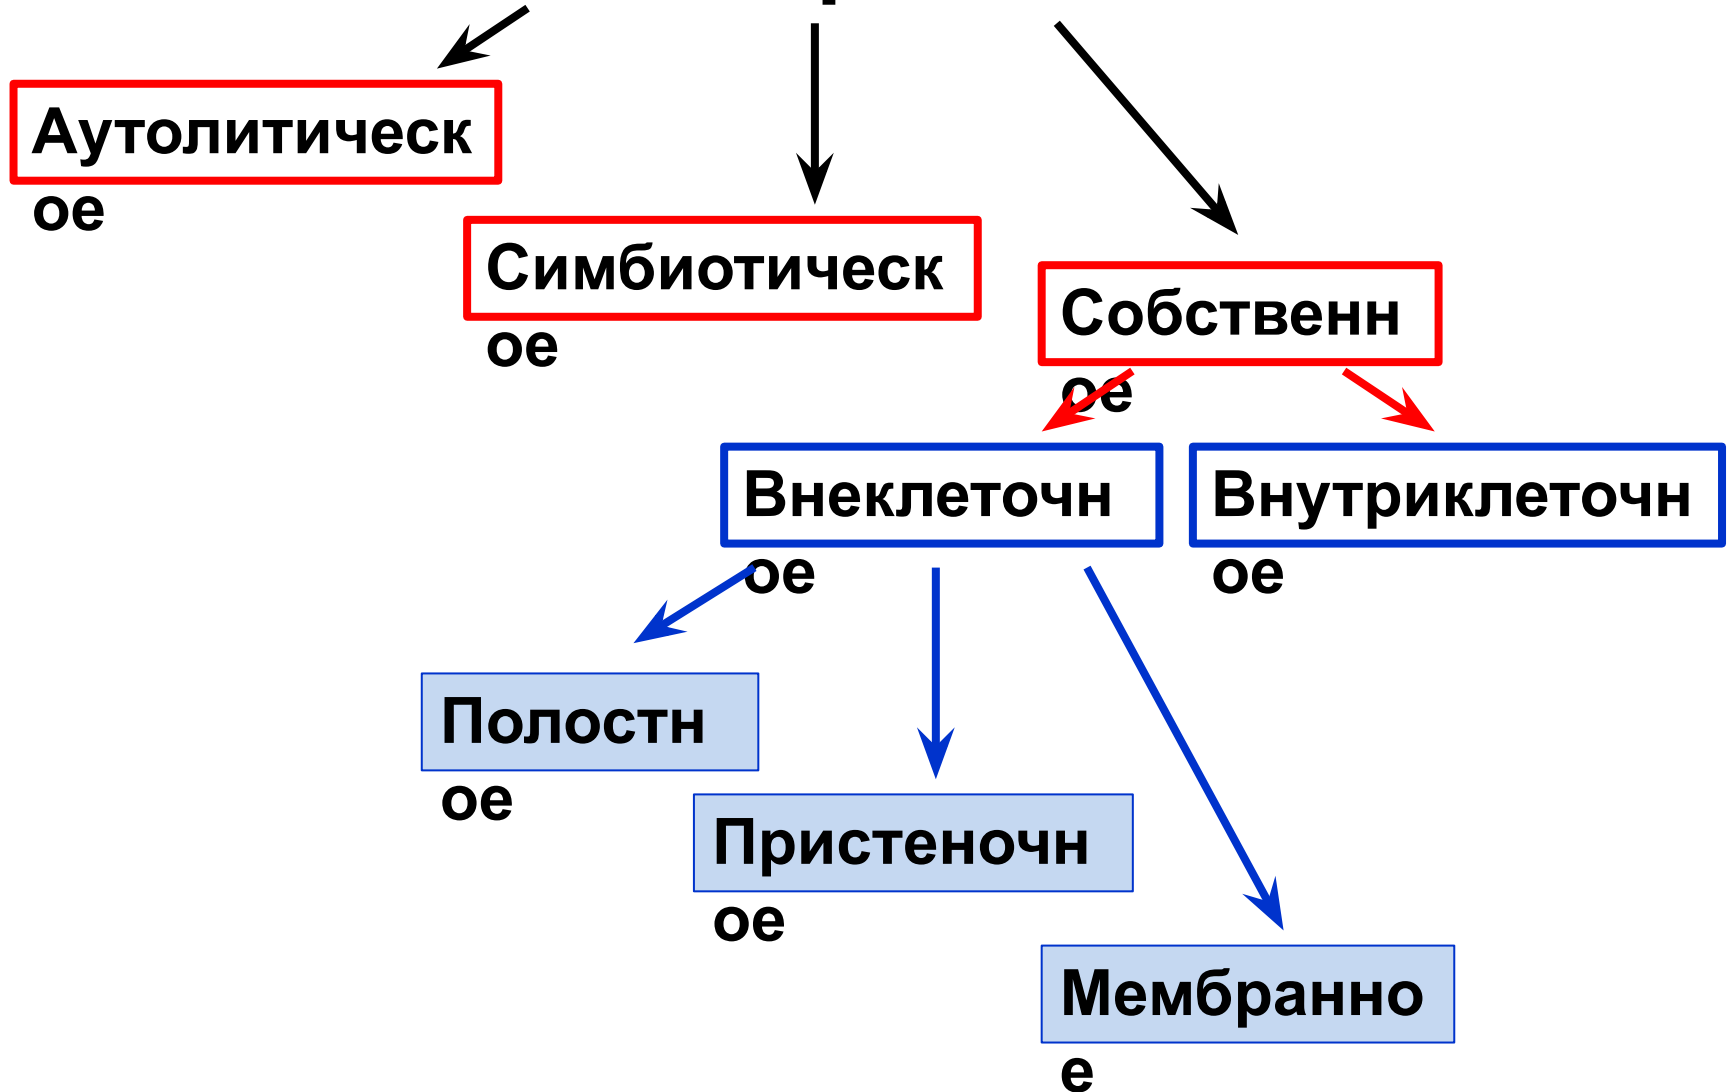 Аутолитическ
ое
Симбиотическ
ое
Собственн
ое
Внеклеточн
ое
Внутриклеточн
ое
Полостн
ое
Пристеночн
ое
Мембранно
е